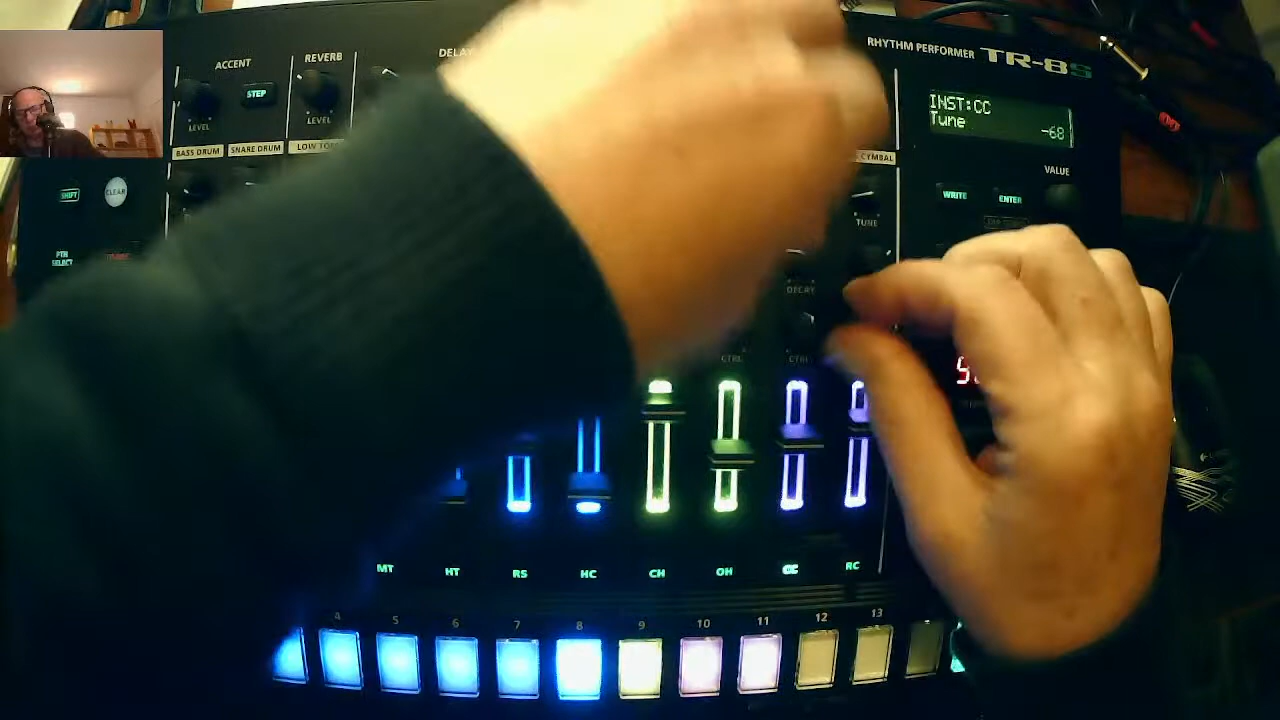 RHYTHM PERFORMER TR-8S
ACCENT
REVERB
DELAY
STEP
LEVEL
LEVEL
INST:CC
Tune
-68
BASS DRUM
SNARE DRUM
LOW TOM
CYMBAL
VALUE
SHIFT
CLEAR
WRITE
ENTER
TUNE
PTN
SELECT
DECAY
CTRL
CTRL
MT
HT
RS
HC
CH
OH
CC
RC
4
5
6
7
8
9
10
11
12
13